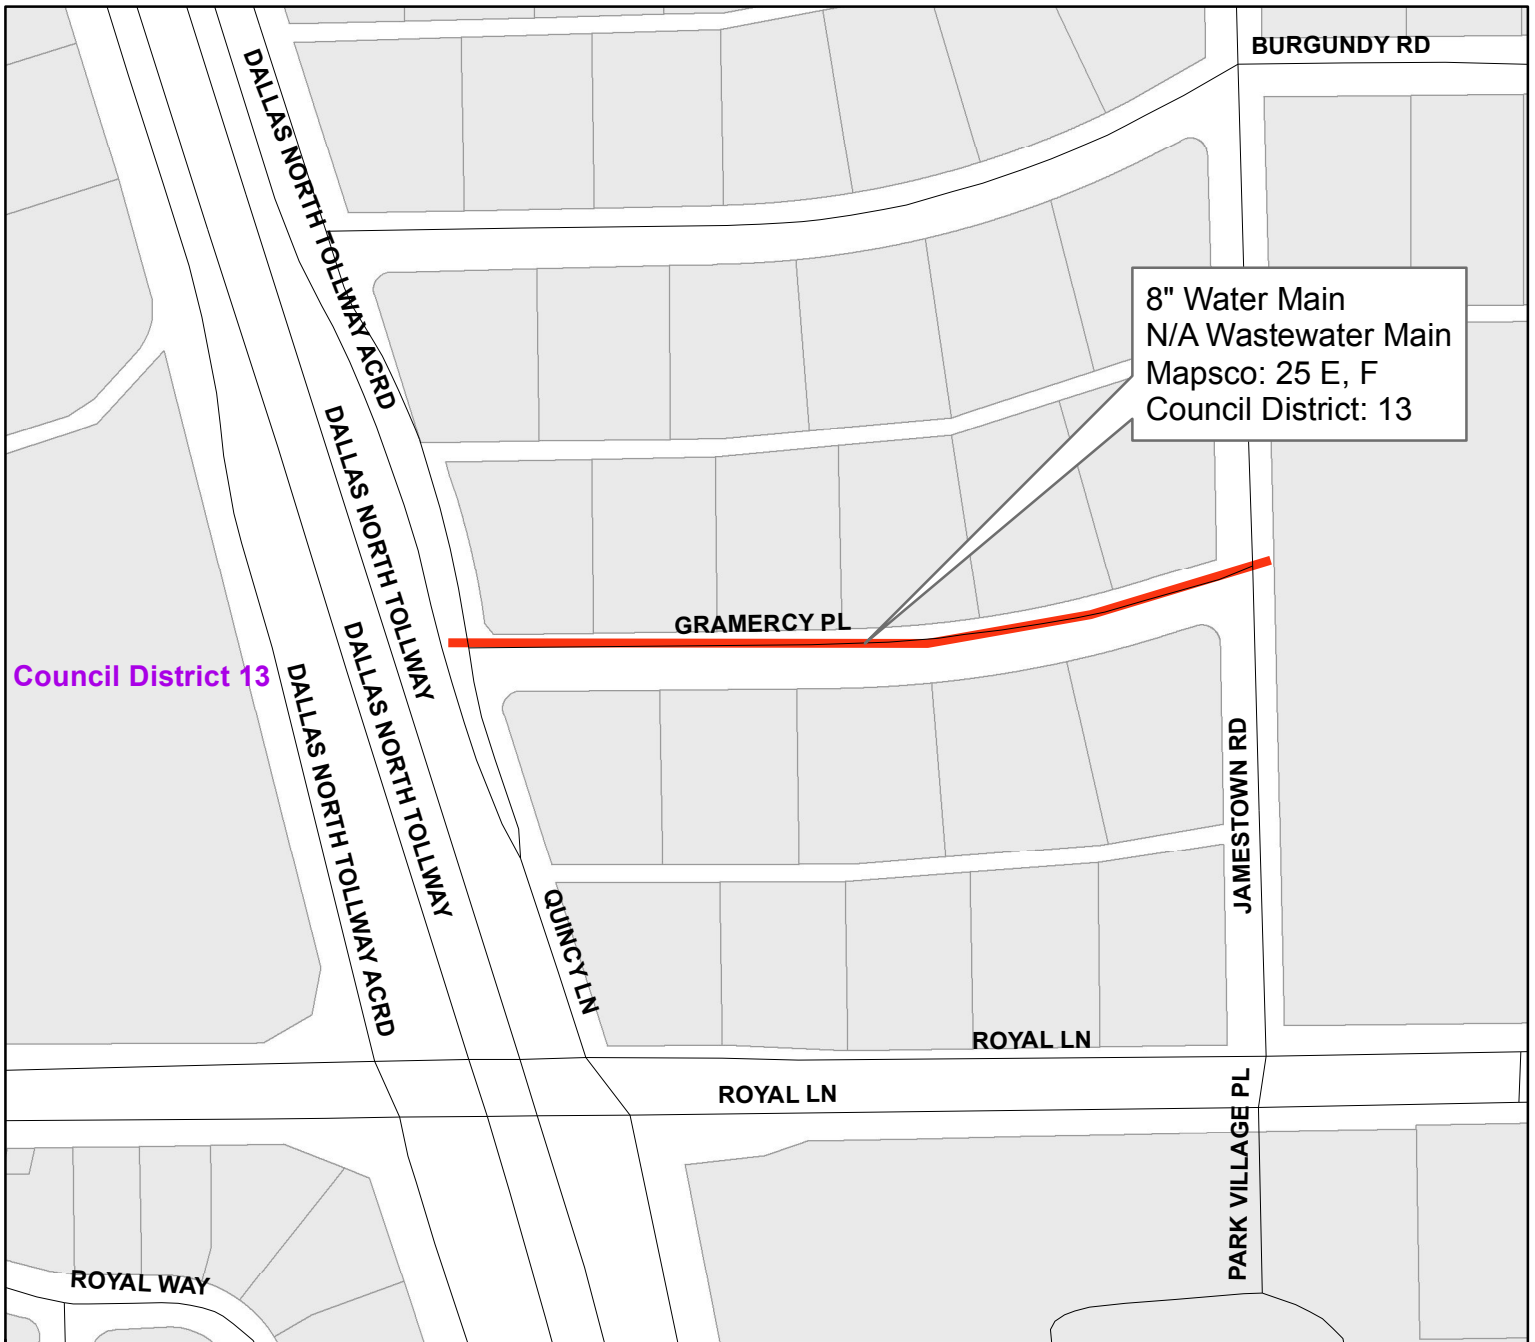 BURGUNDY RD
DALLAS NORTH TOLLWAY ACRD
8" Water Main
N/A Wastewater Main
Mapsco: 25 E, F
Council District: 13
DALLAS NORTH TOLLWAY
GRAMERCY PL
DALLAS NORTH TOLLWAY
Council District 13
DALLAS NORTH TOLLWAY ACRD
JAMESTOWN RD
QUINCY LN
ROYAL LN
ROYAL LN
PARK VILLAGE PL
ROYAL WAY